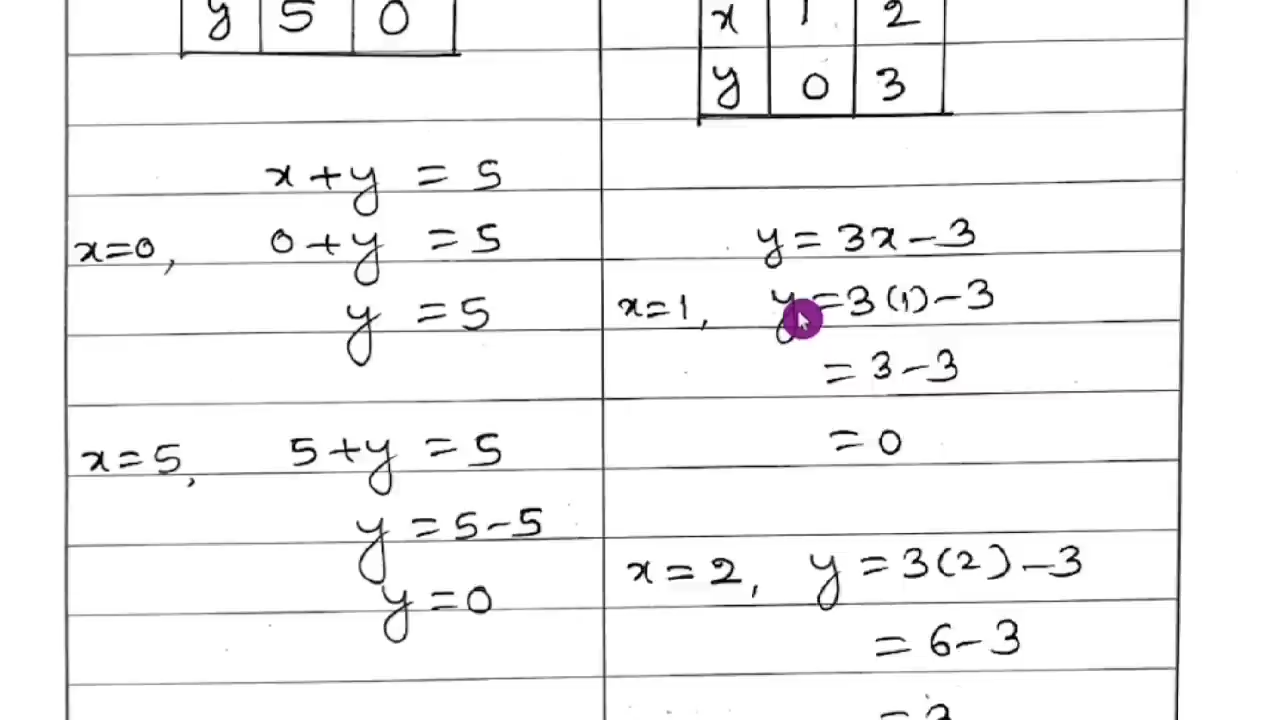 y 5 0
x + y = 5
x = 0, 0 + y = 5
y = 5
x = 5, 5 + y = 5
y = 5 - 5
y = 0
x 1 2
y 0 3
y = 3x - 3
x = 1, y = 3(1) - 3
= 3 - 3
= 0
x = 2, y = 3(2) - 3
= 6 - 3
= 3